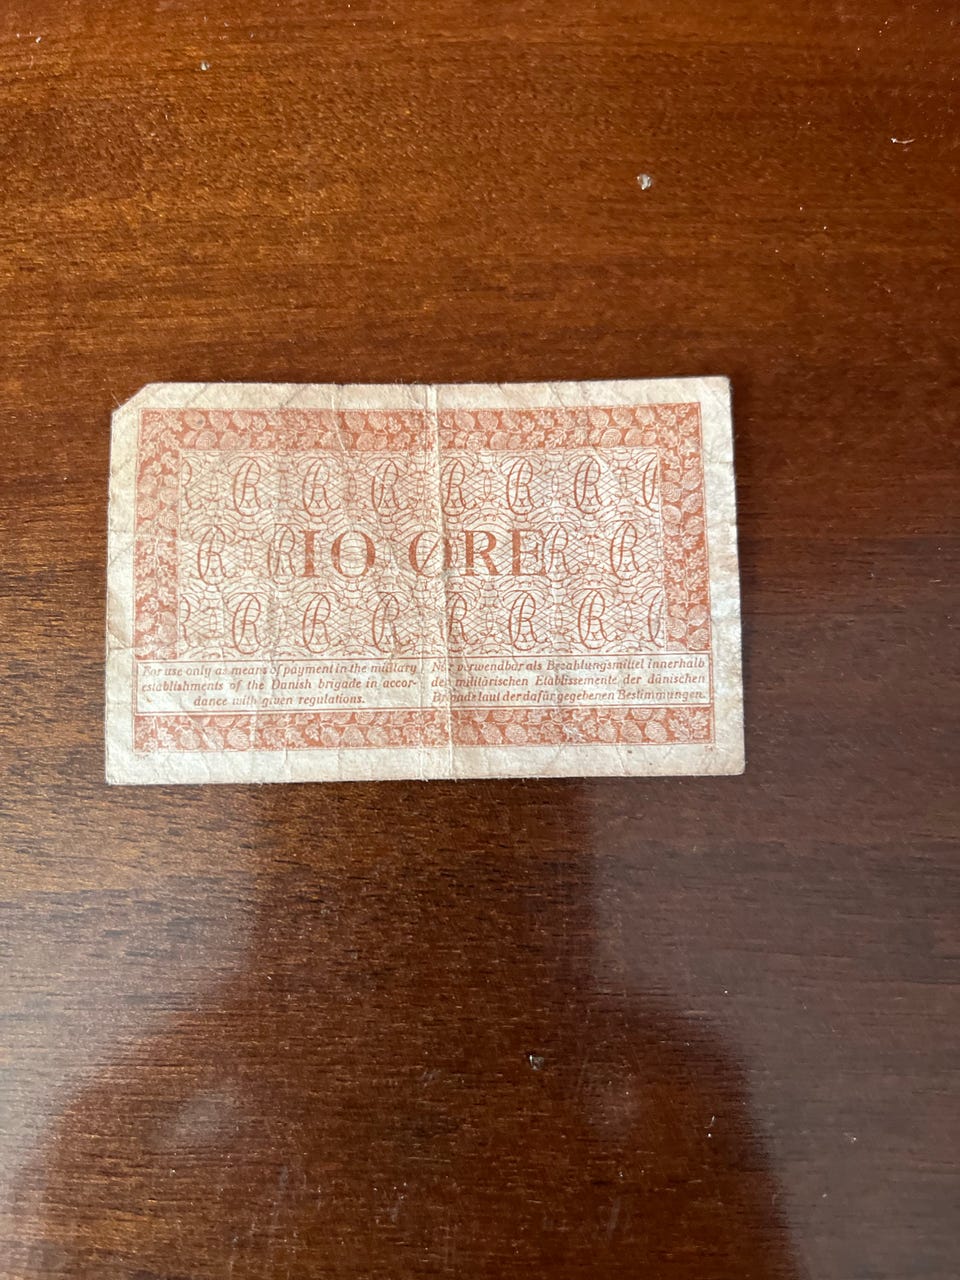 10 ØRE
For use only as means of payment in the military
establishments of the Danish brigade in accor-
dance with given regulations.
Nur verwendbar als Bezahlungsmittel innerhalb
der militärischen Etablissemente der dänischen
Brigade laut der dafür gegebenen Bestimmungen.